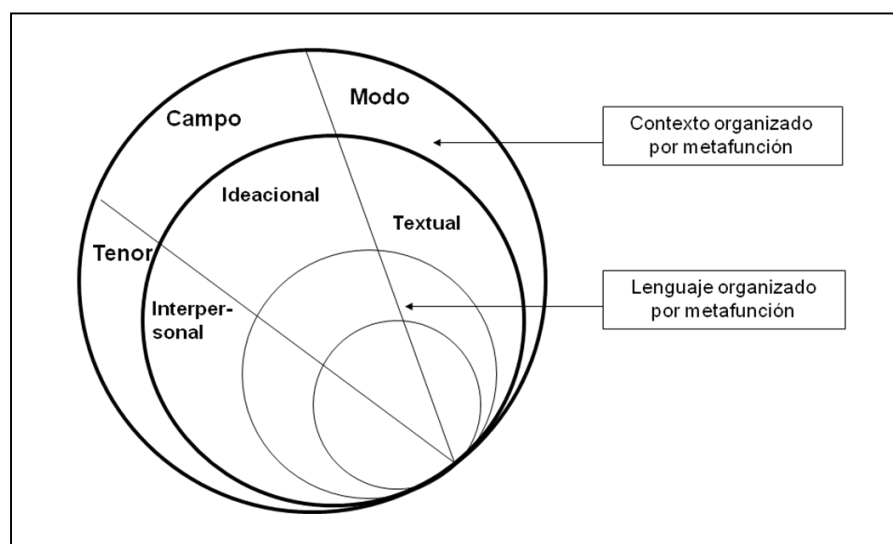 Modo
Campo
Contexto organizado
por metafunción
Ideacional
Textual
Tenor
Interper-
sonal
Lenguaje organizado
por metafunción